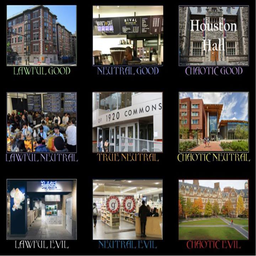 Houston
Hall
LAWFUL GOOD
NEUTRAL GOOD
CHAOTIC GOOD
1920 COMMONS
LAWFUL NEUTRAL
TRUE NEUTRAL
CHAOTIC NEUTRAL
LAWFUL EVIL
NEUTRAL EVIL
CHAOTIC EVIL